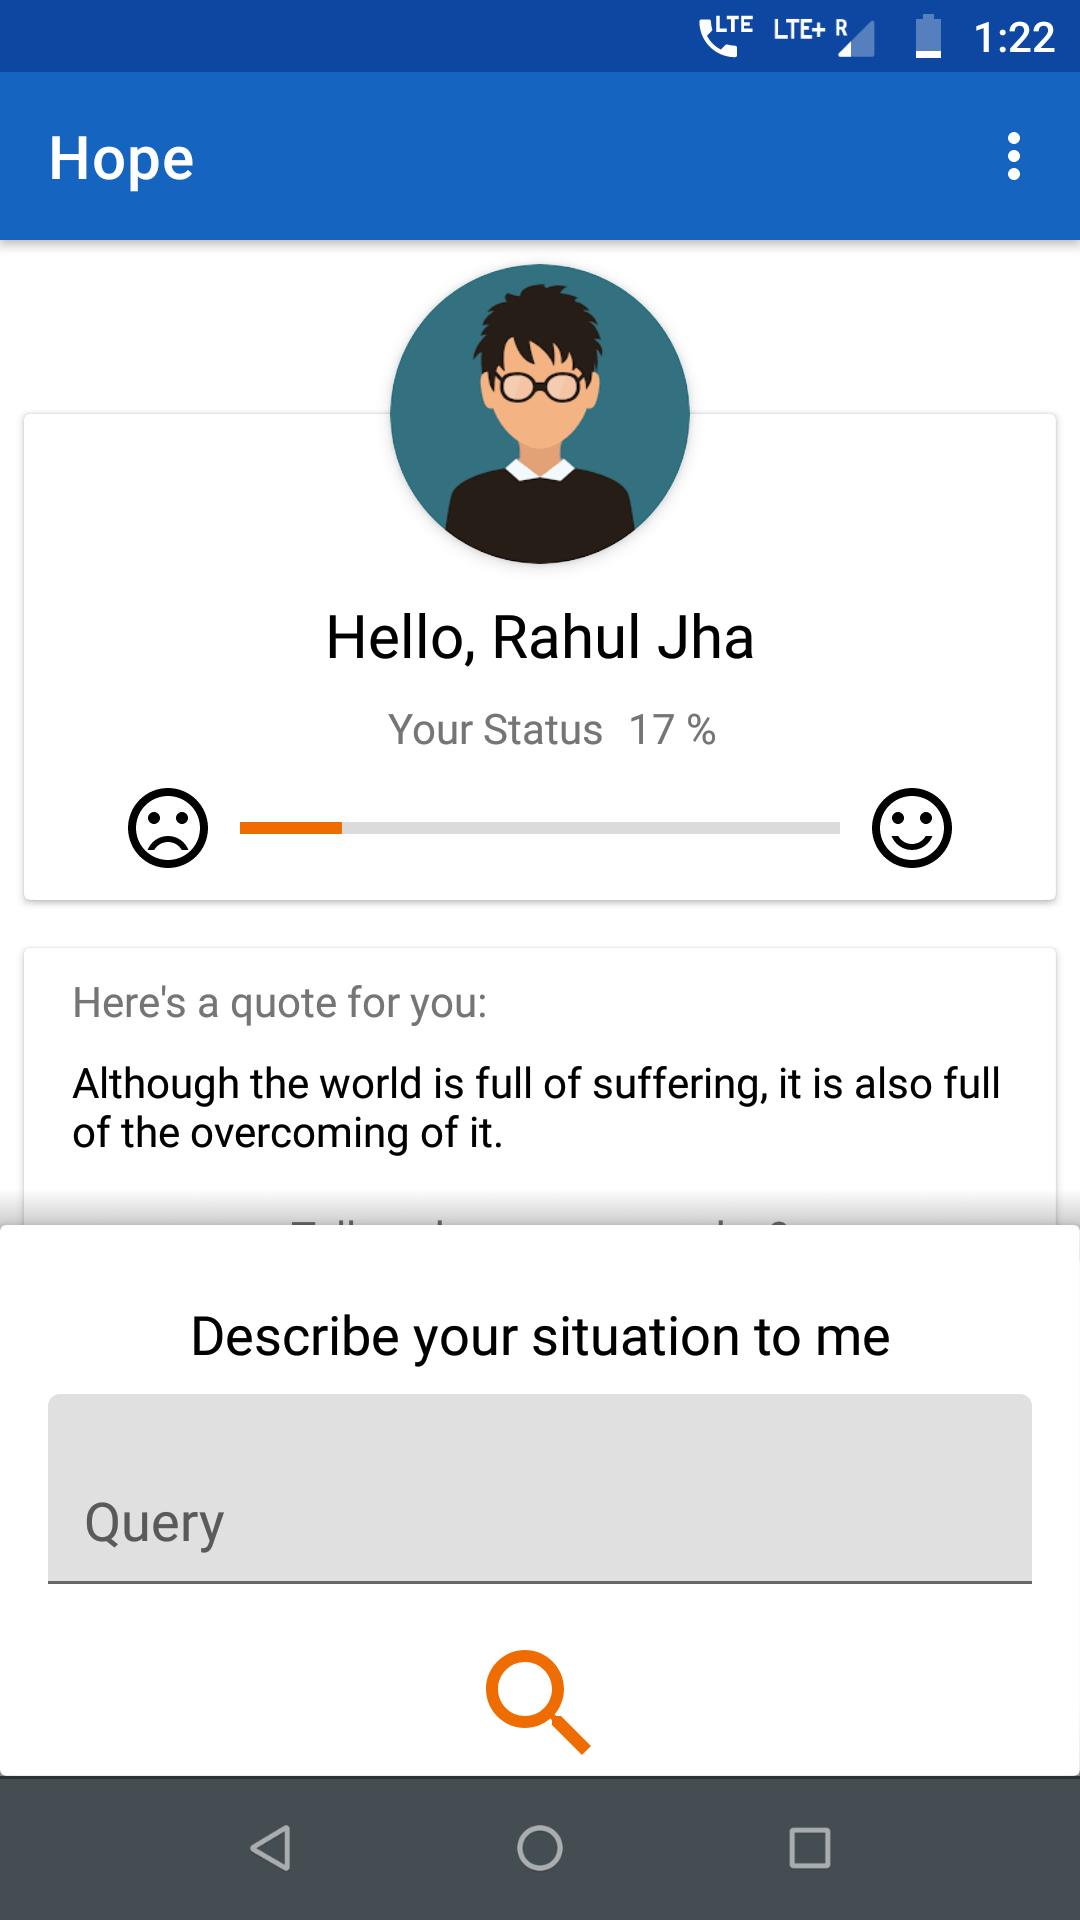 LTE LTE+ R 1:22
Hope
Hello, Rahul Jha
Your Status 17 %
Here's a quote for you:
Although the world is full of suffering, it is also full
of the overcoming of it.
Describe your situation to me
Query